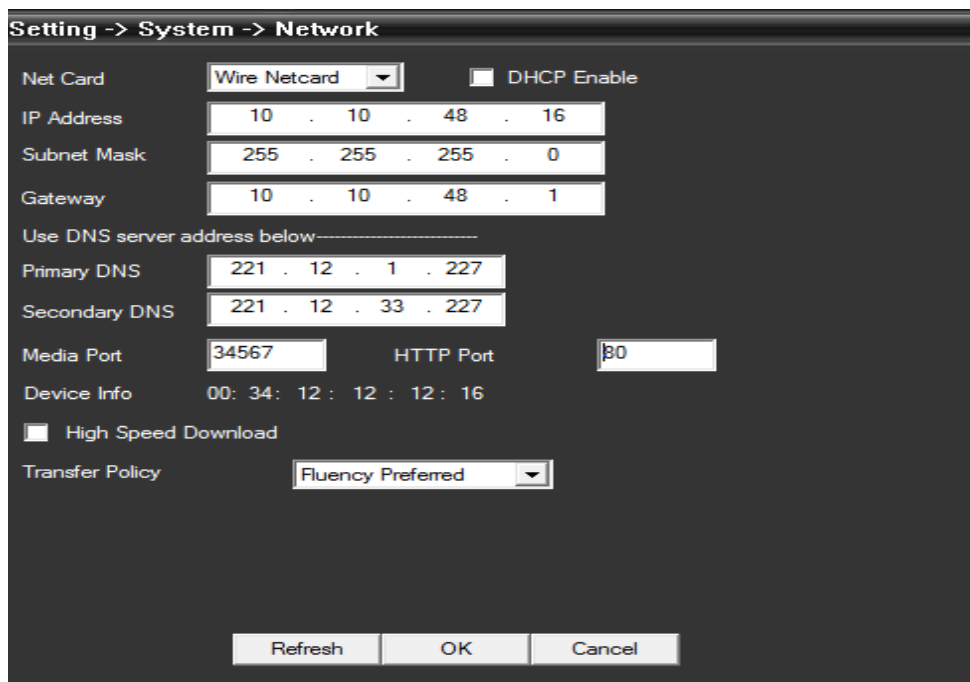 Setting -> System -> Network
Net Card Wire Netcard DHCP Enable
IP Address 10 . 10 . 48 . 16
Subnet Mask 255 . 255 . 255 . 0
Gateway 10 . 10 . 48 . 1
Use DNS server address below---------------------------
Primary DNS 221 . 12 . 1 . 227
Secondary DNS 221 . 12 . 33 . 227
Media Port 34567 HTTP Port 80
Device Info 00: 34: 12 : 12 : 12 : 16
High Speed Download
Transfer Policy Fluency Preferred
Refresh OK Cancel